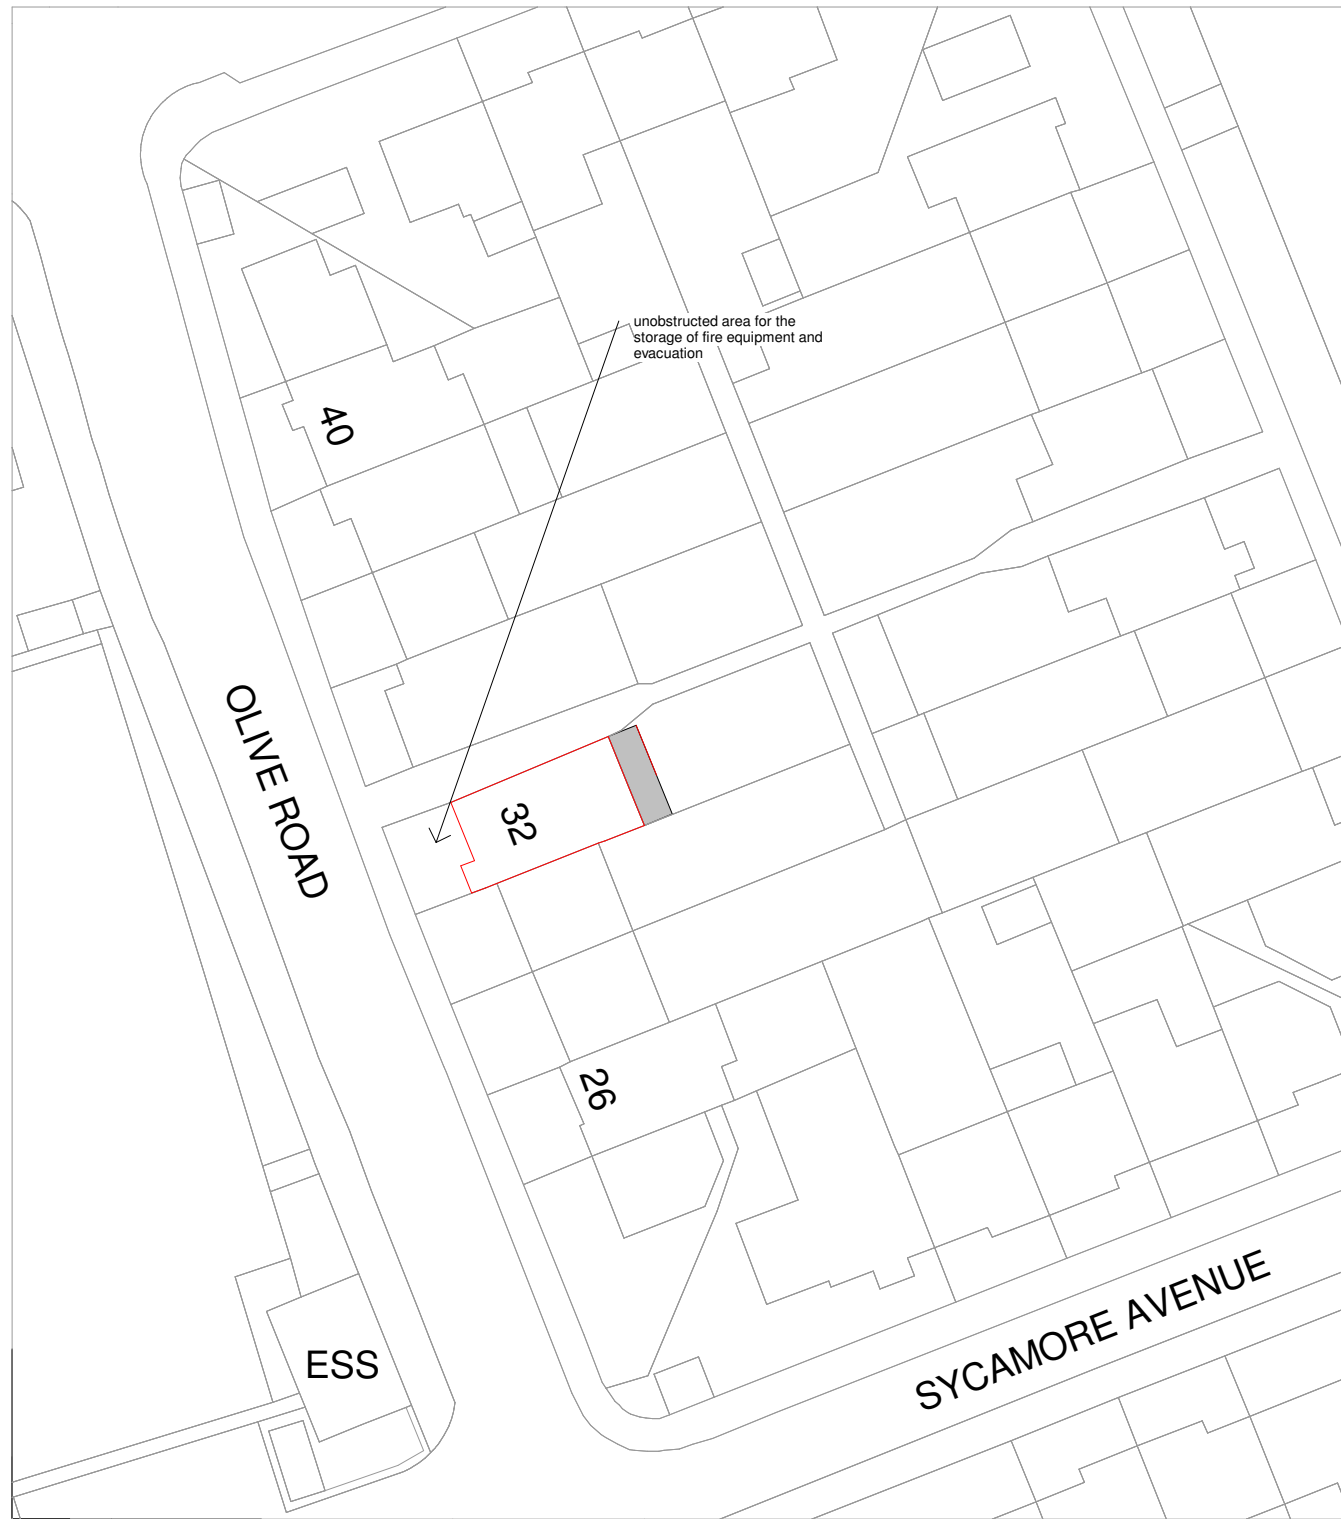 unobstructed area for the
storage of fire equipment and
evacuation
40
OLIVE ROAD
32
26
ESS
SYCAMORE AVENUE